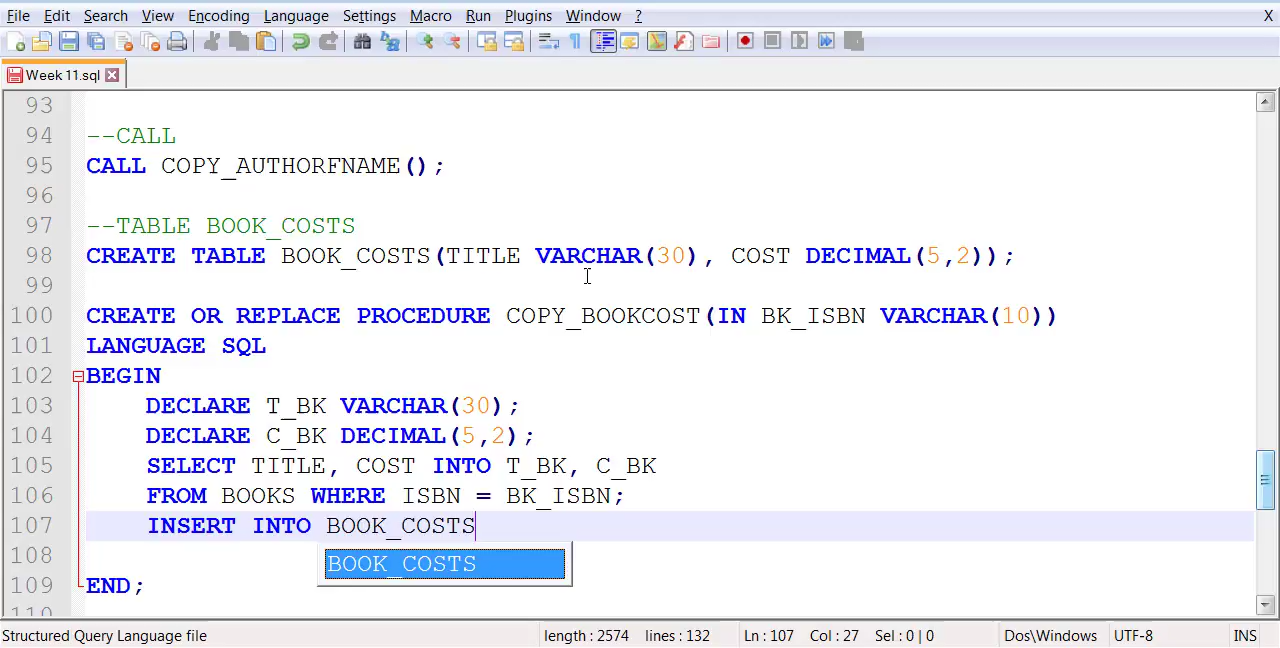 File Edit Search View Encoding Language Settings Macro Run Plugins Window ? X
Week 11.sql
93
94 --CALL
95 CALL COPY_AUTHORFNAME();
96
97 --TABLE BOOK_COSTS
98 CREATE TABLE BOOK_COSTS(TITLE VARCHAR(30), COST DECIMAL(5,2));
99
100 CREATE OR REPLACE PROCEDURE COPY_BOOKCOST(IN BK_ISBN VARCHAR(10))
101 LANGUAGE SQL
102 BEGIN
103 DECLARE T_BK VARCHAR(30);
104 DECLARE C_BK DECIMAL(5,2);
105 SELECT TITLE, COST INTO T_BK, C_BK
106 FROM BOOKS WHERE ISBN = BK_ISBN;
107 INSERT INTO BOOK_COSTS
108 BOOK_COSTS
109 END;
110
Structured Query Language file length : 2574 lines : 132 Ln : 107 Col : 27 Sel : 0 | 0 Dos\Windows UTF-8 INS